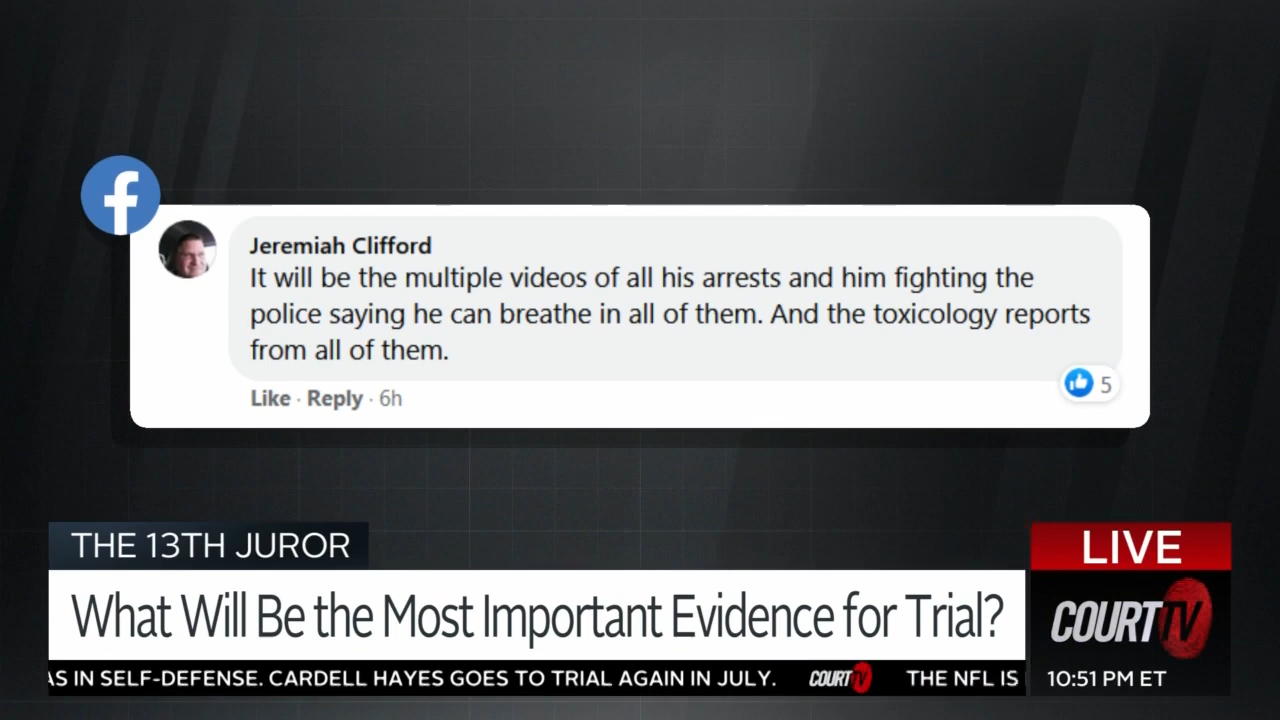 f
Jeremiah Clifford
It will be the multiple videos of all his arrests and him fighting the
police saying he can breathe in all of them. And the toxicology reports
from all of them.
Like · Reply · 6h
5
THE 13TH JUROR
LIVE
What Will Be the Most Important Evidence for Trial?
COURT TV
AS IN SELF-DEFENSE. CARDELL HAYES GOES TO TRIAL AGAIN IN JULY. COURT TV THE NFL IS
10:51 PM ET